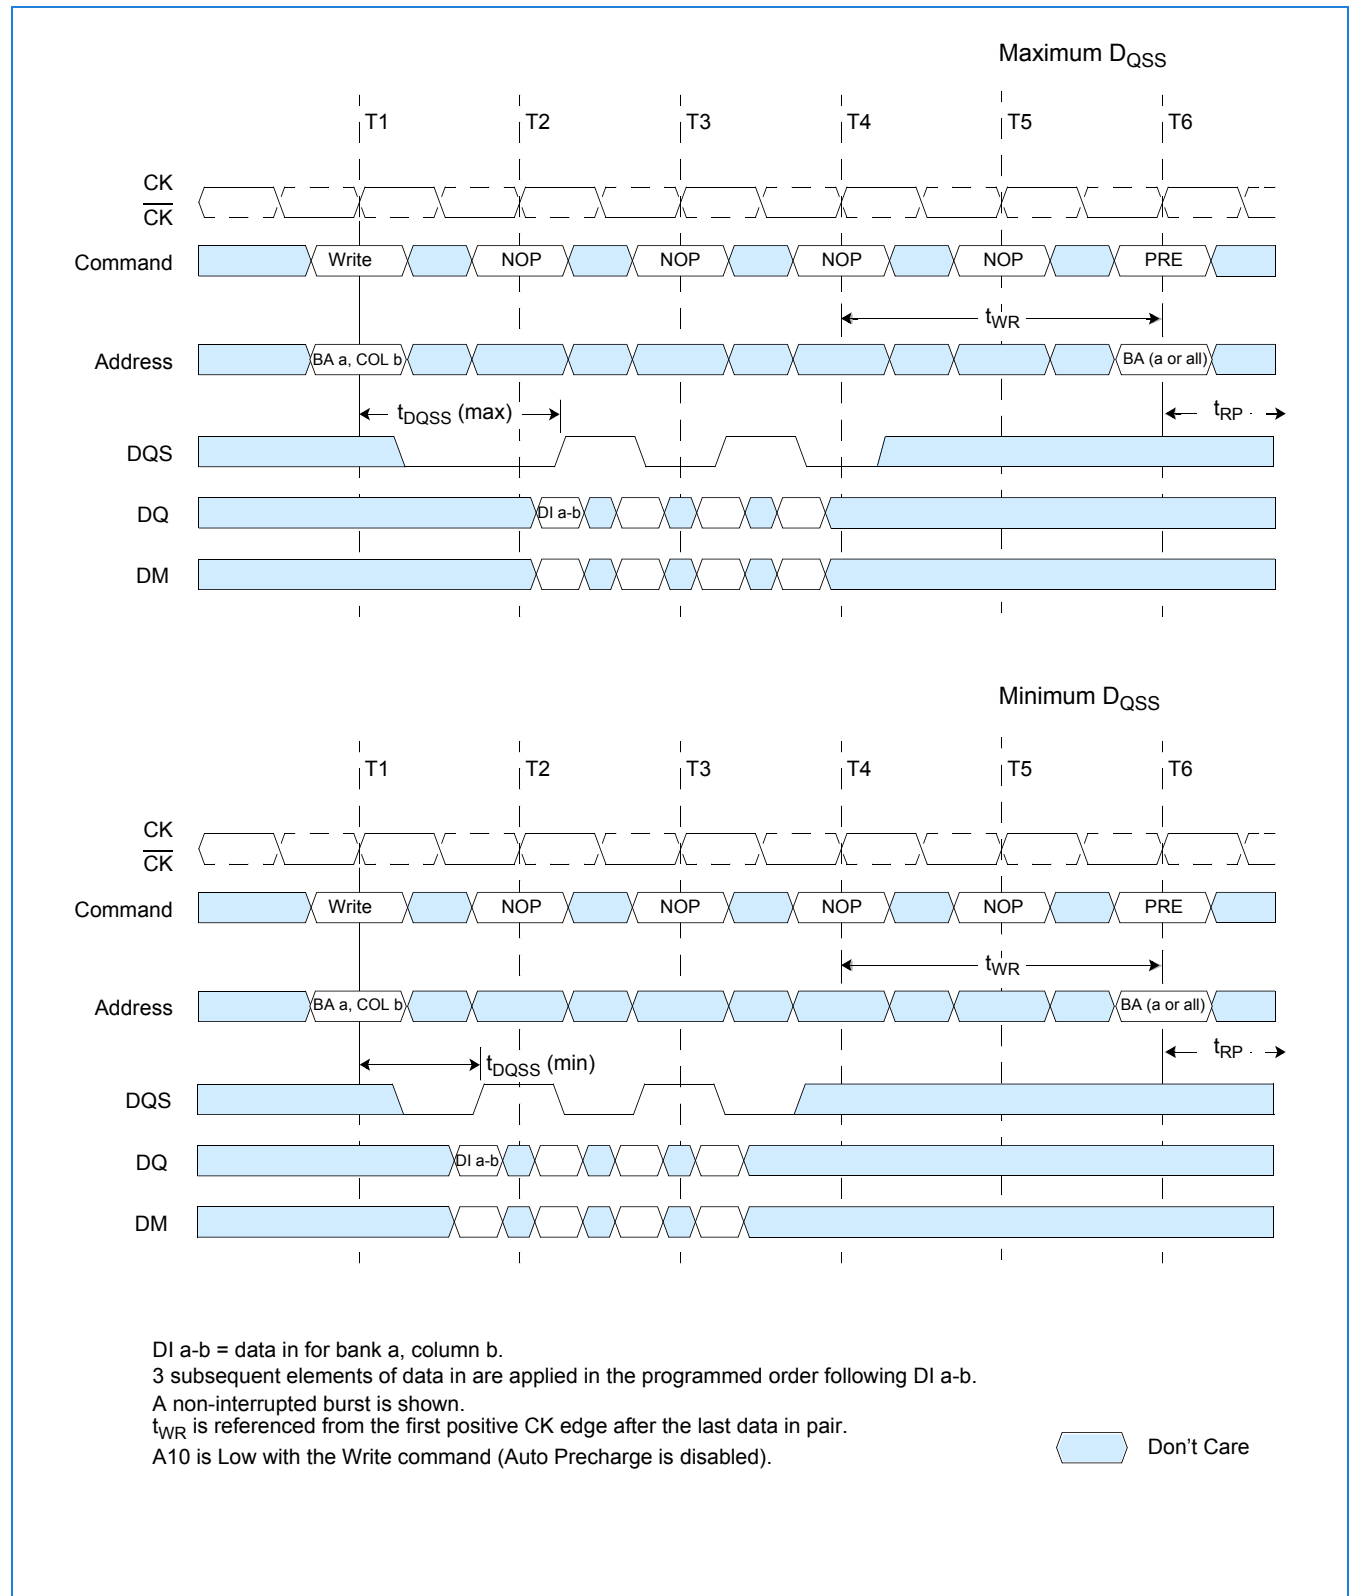 Maximum DQSS
T1 T2 T3 T4 T5 T6
CK
CK
Command Write NOP NOP NOP NOP PRE
tWR
Address BA a, COL b BA (a or all)
tDQSS (max) tRP
DQS
DQ DI a-b
DM
Minimum DQSS
T1 T2 T3 T4 T5 T6
CK
CK
Command Write NOP NOP NOP NOP PRE
tWR
Address BA a, COL b BA (a or all)
tDQSS (min) tRP
DQS
DQ DI a-b
DM
DI a-b = data in for bank a, column b.
3 subsequent elements of data in are applied in the programmed order following DI a-b.
A non-interrupted burst is shown.
tWR is referenced from the first positive CK edge after the last data in pair.
A10 is Low with the Write command (Auto Precharge is disabled).
Don't Care